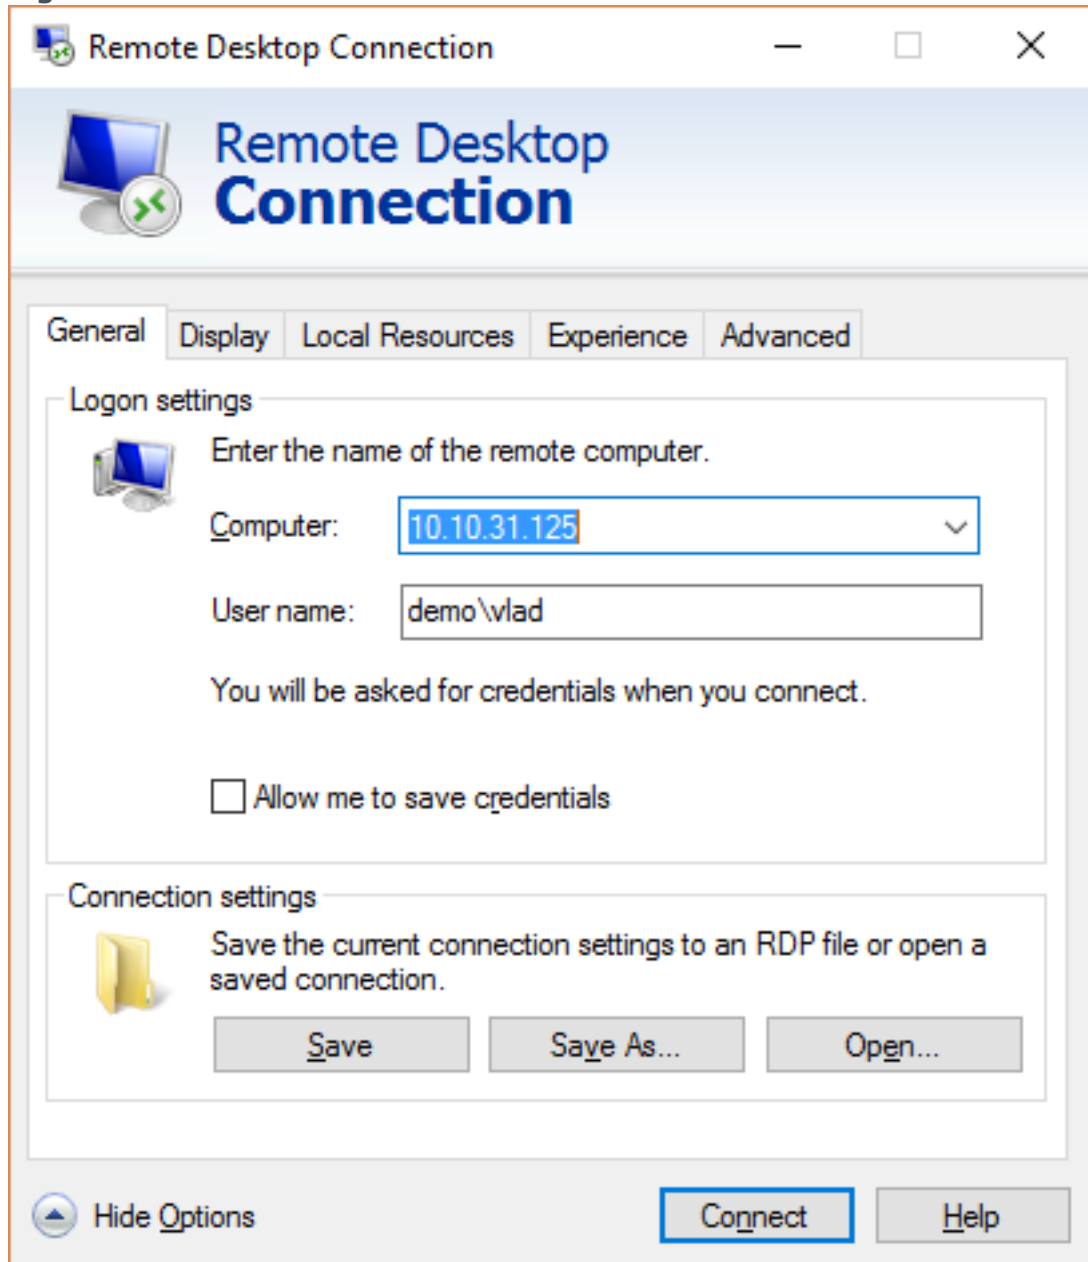 Remote Desktop Connection
Remote Desktop
Connection
General Display Local Resources Experience Advanced
Logon settings
Enter the name of the remote computer.
Computer: 10.10.31.125
User name: demo\vlad
You will be asked for credentials when you connect.
Allow me to save credentials
Connection settings
Save the current connection settings to an RDP file or open a
saved connection.
Save Save As... Open...
Hide Options Connect Help